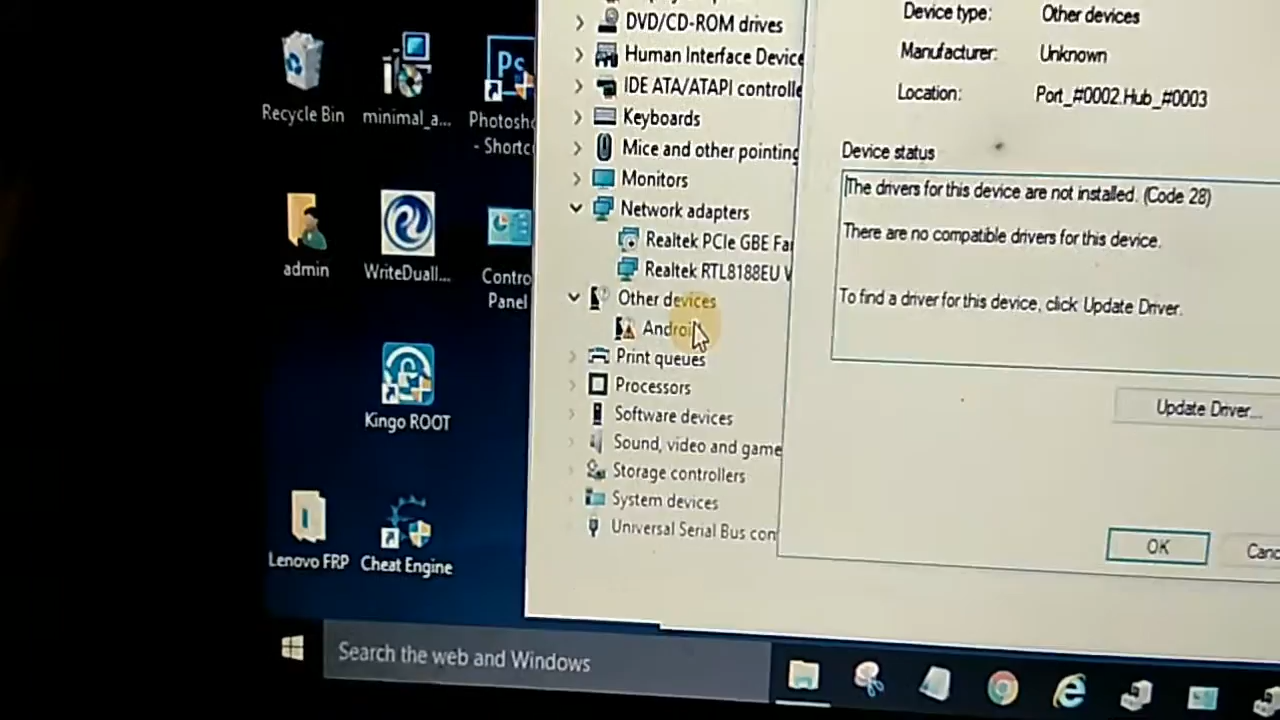 Recycle Bin
minimal_a...
Photosh
- Shortc
admin
WriteDuall...
Contro
Panel
Kingo ROOT
Lenovo FRP
Cheat Engine
DVD/CD-ROM drives
Human Interface Device
IDE ATA/ATAPI controlle
Keyboards
Mice and other pointing
Monitors
Network adapters
Realtek PCIe GBE Fa
Realtek RTL8188EU
Other devices
Androi
Print queues
Processors
Software devices
Sound, video and game
Storage controllers
System devices
Universal Serial Bus con
Device type: Other devices
Manufacturer: Unknown
Location: Port_#0002.Hub_#0003
Device status
The drivers for this device are not installed. (Code 28)
There are no compatible drivers for this device.
To find a driver for this device, click Update Driver.
Update Driver...
OK
Canc
Search the web and Windows